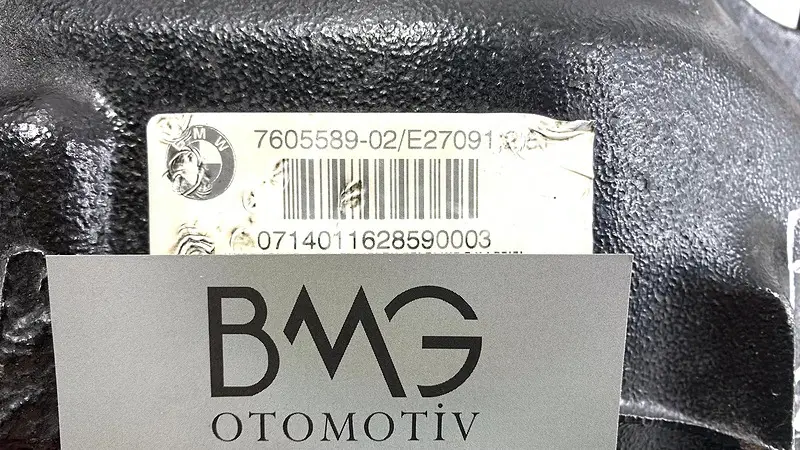 BMW
7605589-02/E27091
0714011628590003
BMG
OTOMOTİV